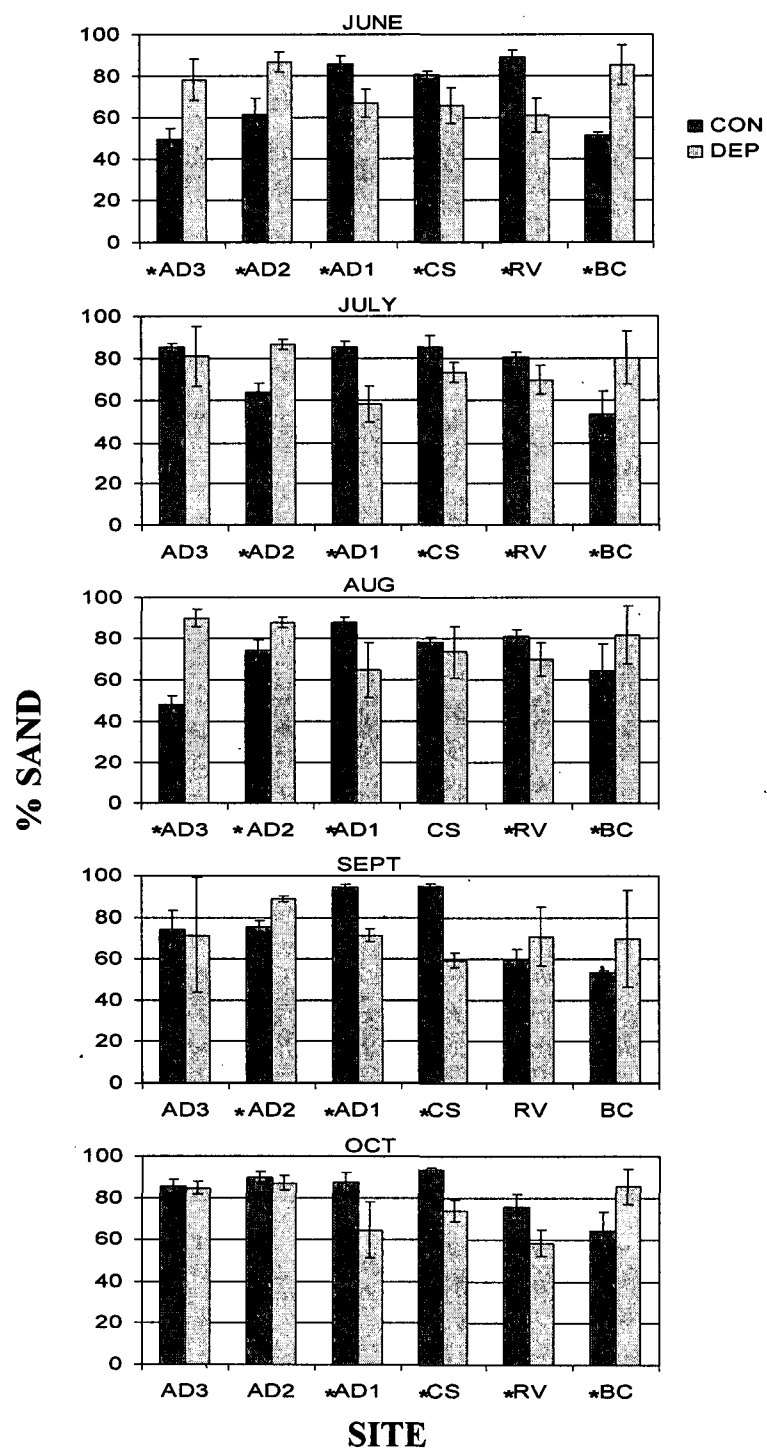 JUNE
100
80
60
40
20
0
*AD3 *AD2 *AD1 *CS *RV *BC
CON
DEP
JULY
100
80
60
40
20
0
AD3 *AD2 *AD1 *CS *RV *BC
AUG
100
80
60
40
20
0
*AD3 *AD2 *AD1 CS *RV *BC
% SAND
SEPT
100
80
60
40
20
0
AD3 *AD2 *AD1 *CS RV BC
OCT
100
80
60
40
20
0
AD3 AD2 *AD1 *CS *RV *BC
SITE